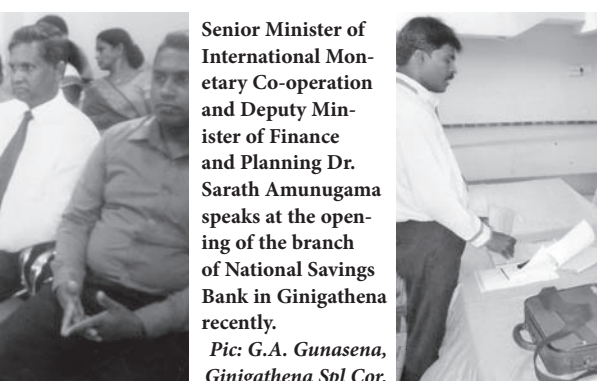 Senior Minister of
International Mon-
etary Co-operation
and Deputy Min-
ister of Finance
and Planning Dr.
Sarath Amunugama
speaks at the open-
ing of the branch
of National Savings
Bank in Ginigathena
recently.
Pic: G.A. Gunasena,
Ginigathena Spl Cor.